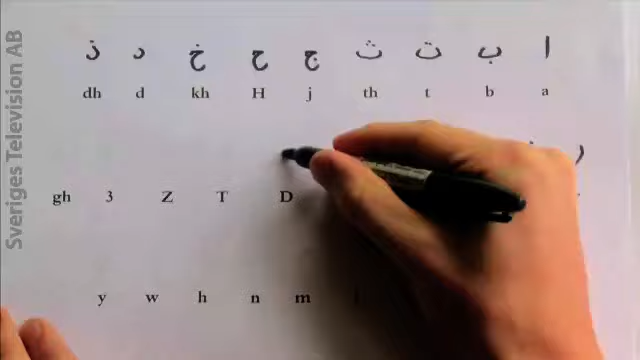 Sveriges Television AB
ا ب ت ث ج ح خ د ذ
dh d kh H j th t b a
ر
gh 3 Z T D
y w h n m